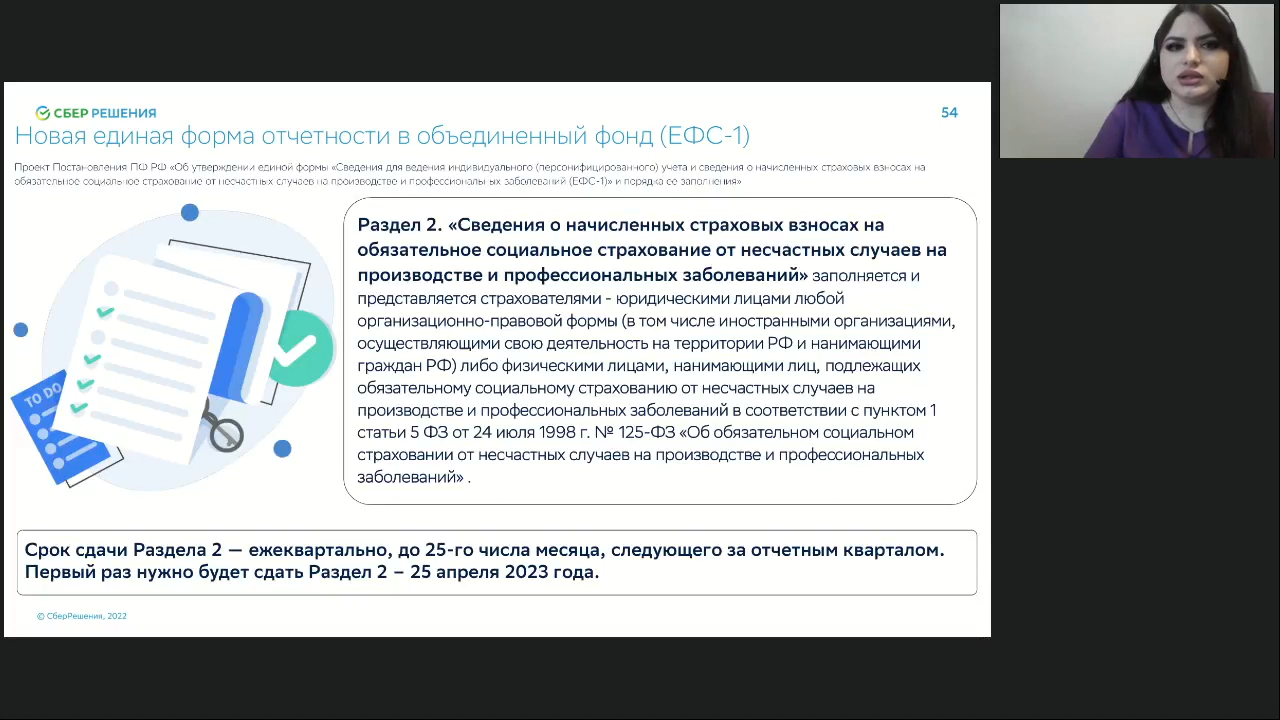 СБЕР РЕШЕНИЯ
54
Новая единая форма отчетности в объединенный фонд (ЕФС-1)
Проект Постановления ПФ РФ «Об утверждении единой формы «Сведения для ведения индивидуального (персонифицированного) учета и сведения о начисленных страховых взносах на
обязательное социальное страхование от несчастных случаев на производстве и профессиональных заболеваний (ЕФС-1)» и порядка ее заполнения»
TO DO
Раздел 2. «Сведения о начисленных страховых взносах на
обязательное социальное страхование от несчастных случаев на
производстве и профессиональных заболеваний» заполняется и
представляется страхователями - юридическими лицами любой
организационно-правовой формы (в том числе иностранными организациями,
осуществляющими свою деятельность на территории РФ и нанимающими
граждан РФ) либо физическими лицами, нанимающими лиц, подлежащих
обязательному социальному страхованию от несчастных случаев на
производстве и профессиональных заболеваний в соответствии с пунктом 1
статьи 5 ФЗ от 24 июля 1998 г. № 125-ФЗ «Об обязательном социальном
страховании от несчастных случаев на производстве и профессиональных
заболеваний» .
Срок сдачи Раздела 2 — ежеквартально, до 25-го числа месяца, следующего за отчетным кварталом.
Первый раз нужно будет сдать Раздел 2 – 25 апреля 2023 года.
© СберРешения, 2022